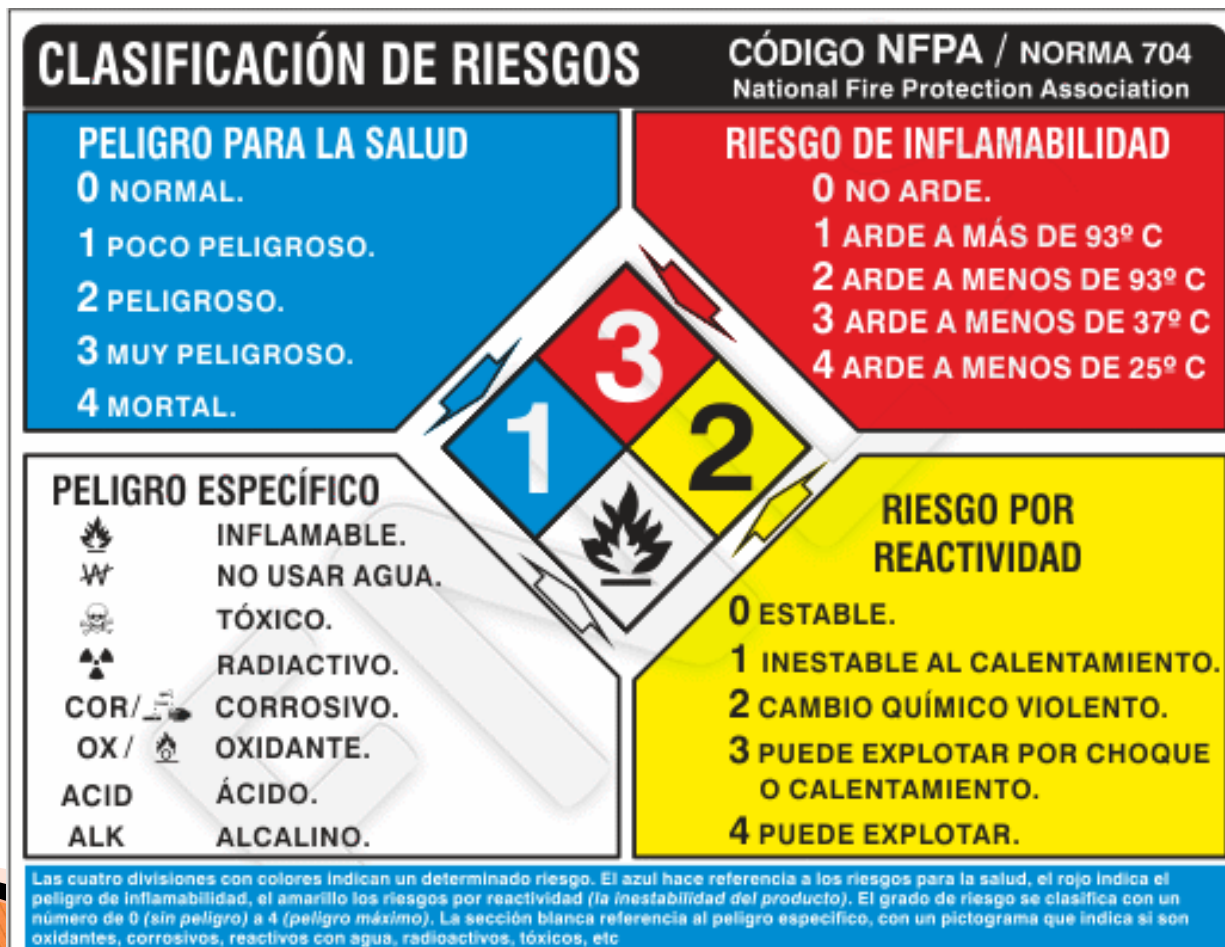 CLASIFICACIÓN DE RIESGOS
CÓDIGO NFPA / NORMA 704
National Fire Protection Association
PELIGRO PARA LA SALUD
0 NORMAL.
1 POCO PELIGROSO.
2 PELIGROSO.
3 MUY PELIGROSO.
4 MORTAL.
RIESGO DE INFLAMABILIDAD
0 NO ARDE.
1 ARDE A MÁS DE 93º C
2 ARDE A MENOS DE 93º C
3 ARDE A MENOS DE 37º C
4 ARDE A MENOS DE 25º C
3
1
2
PELIGRO ESPECÍFICO
INFLAMABLE.
W NO USAR AGUA.
TÓXICO.
RADIACTIVO.
COR/ CORROSIVO.
OX / OXIDANTE.
ACID ÁCIDO.
ALK ALCALINO.
RIESGO POR
REACTIVIDAD
0 ESTABLE.
1 INESTABLE AL CALENTAMIENTO.
2 CAMBIO QUÍMICO VIOLENTO.
3 PUEDE EXPLOTAR POR CHOQUE
O CALENTAMIENTO.
4 PUEDE EXPLOTAR.
Las cuatro divisiones con colores indican un determinado riesgo. El azul hace referencia a los riesgos para la salud, el rojo indica el
peligro de inflamabilidad, el amarillo los riesgos por reactividad (la inestabilidad del producto). El grado de riesgo se clasifica con un
número de 0 (sin peligro) a 4 (peligro máximo). La sección blanca referencia al peligro especifico, con un pictograma que indica si son
oxidantes, corrosivos, reactivos con agua, radioactivos, tóxicos, etc